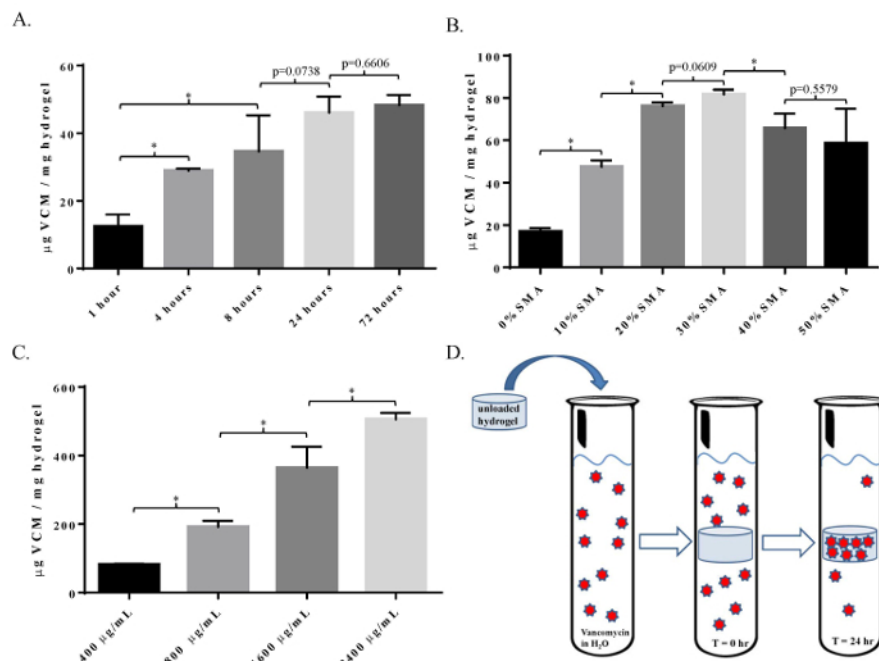 A.
µg VCM / mg hydrogel
60
40
20
0
*
*
p=0.0738
p=0.6606
1 hour
4 hours
8 hours
24 hours
72 hours
B.
µg VCM / mg hydrogel
100
80
60
40
20
0
*
*
p=0.0609
*
p=0.5579
0% SMA
10% SMA
20% SMA
30% SMA
40% SMA
50% SMA
C.
µg VCM / mg hydrogel
600
400
200
0
*
*
*
400 µg/mL
800 µg/mL
1600 µg/mL
2400 µg/mL
D.
unloaded
hydrogel
Vancomycin
in H₂O
T = 0 hr
T = 24 hr